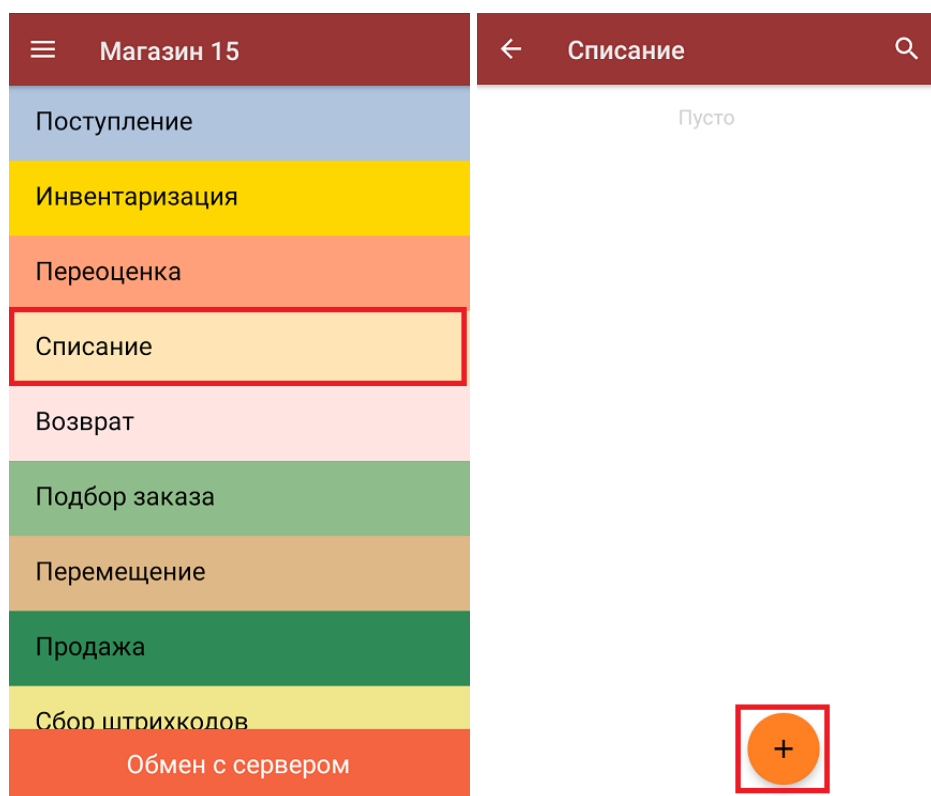 Магазин 15
Поступление
Инвентаризация
Переоценка
Списание
Возврат
Подбор заказа
Перемещение
Продажа
Сбор штрихкодов
Обмен с сервером
Списание
Пусто
+